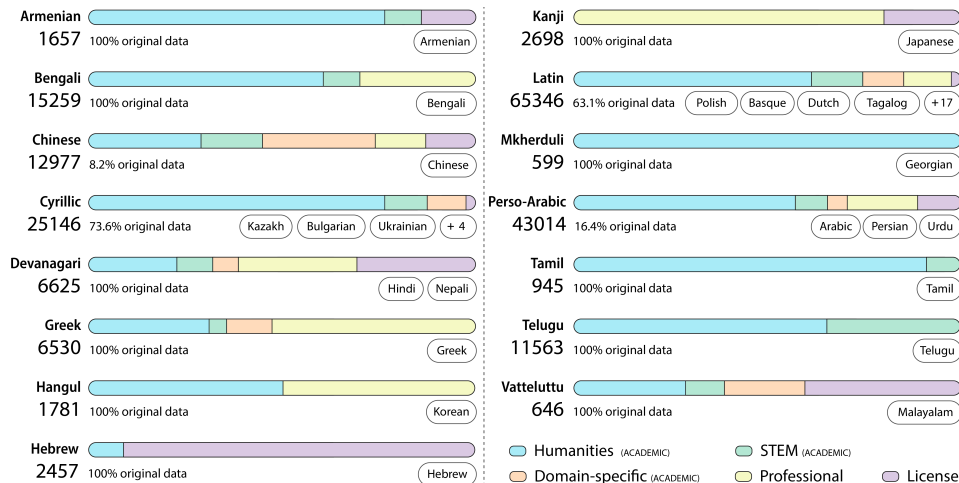 Armenian
1657 100% original data Armenian
Bengali
15259 100% original data Bengali
Chinese
12977 8.2% original data Chinese
Cyrillic
25146 73.6% original data Kazakh Bulgarian Ukrainian + 4
Devanagari
6625 100% original data Hindi Nepali
Greek
6530 100% original data Greek
Hangul
1781 100% original data Korean
Hebrew
2457 100% original data Hebrew
Kanji
2698 100% original data Japanese
Latin
65346 63.1% original data Polish Basque Dutch Tagalog +17
Mkherduli
599 100% original data Georgian
Perso-Arabic
43014 16.4% original data Arabic Persian Urdu
Tamil
945 100% original data Tamil
Telugu
11563 100% original data Telugu
Vatteluttu
646 100% original data Malayalam
Humanities (ACADEMIC) STEM (ACADEMIC)
Domain-specific (ACADEMIC) Professional License